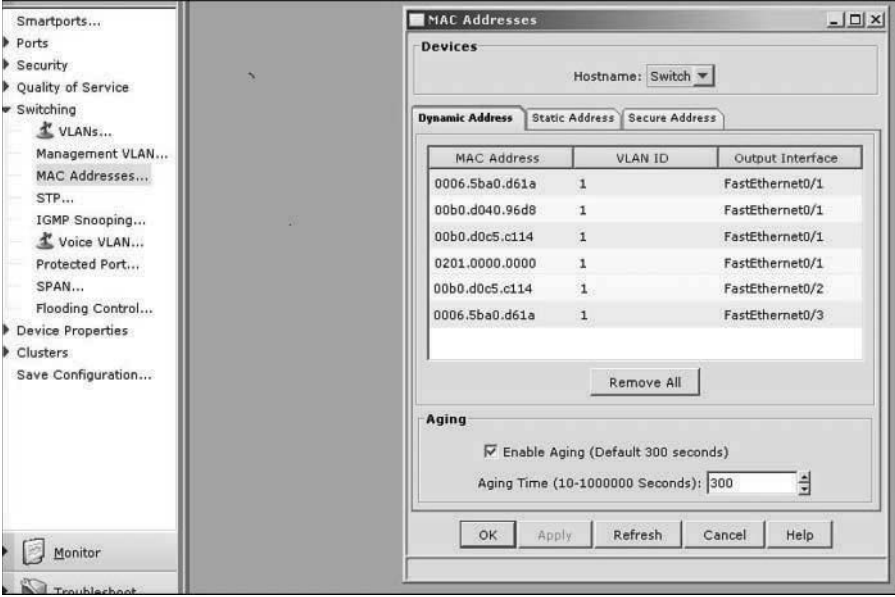 Smartports...
Ports
Security
Quality of Service
Switching
VLANs...
Management VLAN...
MAC Addresses...
STP...
IGMP Snooping...
Voice VLAN...
Protected Port...
SPAN...
Flooding Control...
Device Properties
Clusters
Save Configuration...
Monitor
Troubleshoot
MAC Addresses
Devices
Hostname: Switch
Dynamic Address Static Address Secure Address
MAC Address VLAN ID Output Interface
0006.5ba0.d61a 1 FastEthernet0/1
00b0.d040.96d8 1 FastEthernet0/1
00b0.d0c5.c114 1 FastEthernet0/1
0201.0000.0000 1 FastEthernet0/1
00b0.d0c5.c114 1 FastEthernet0/2
0006.5ba0.d61a 1 FastEthernet0/3
Remove All
Aging
Enable Aging (Default 300 seconds)
Aging Time (10-1000000 Seconds): 300
OK Apply Refresh Cancel Help